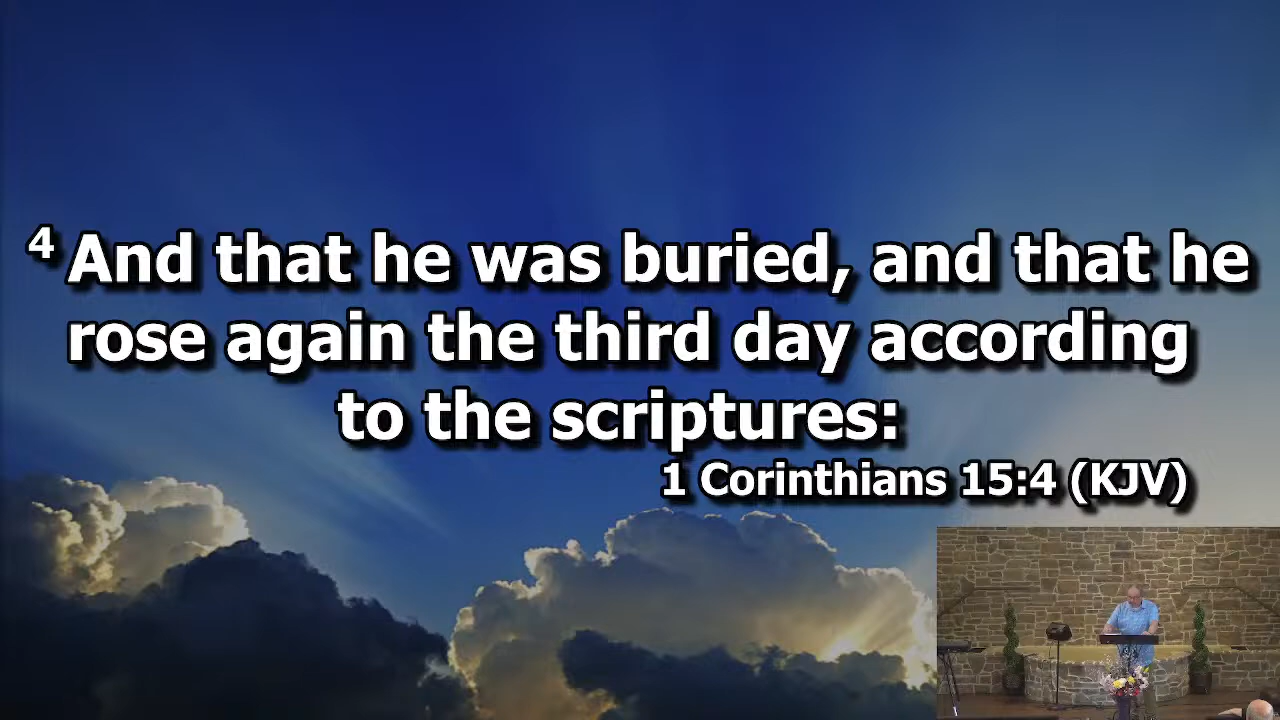 4 And that he was buried, and that he
rose again the third day according
to the scriptures:
1 Corinthians 15:4 (KJV)